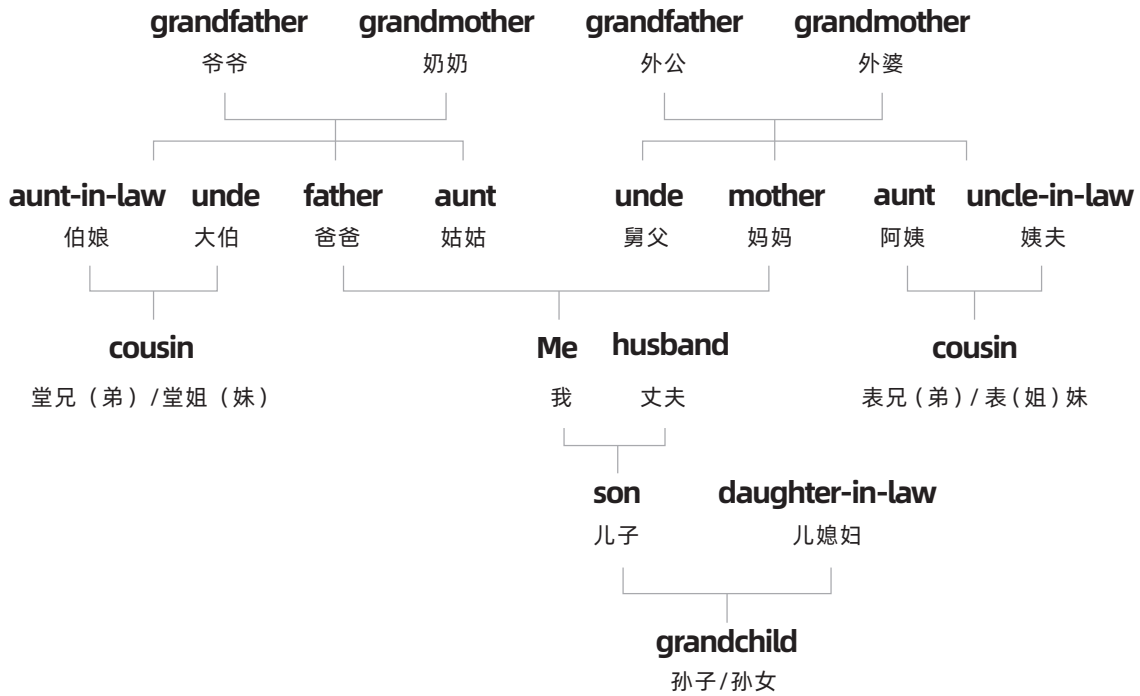 grandfather grandmother grandfather grandmother
爷爷 奶奶 外公 外婆
aunt-in-law unde father aunt unde mother aunt uncle-in-law
伯娘 大伯 爸爸 姑姑 舅父 妈妈 阿姨 姨夫
cousin Me husband cousin
堂兄（弟）/堂姐（妹） 我 丈夫 表兄(弟)/表(姐)妹
son daughter-in-law
儿子 儿媳妇
grandchild
孙子/孙女